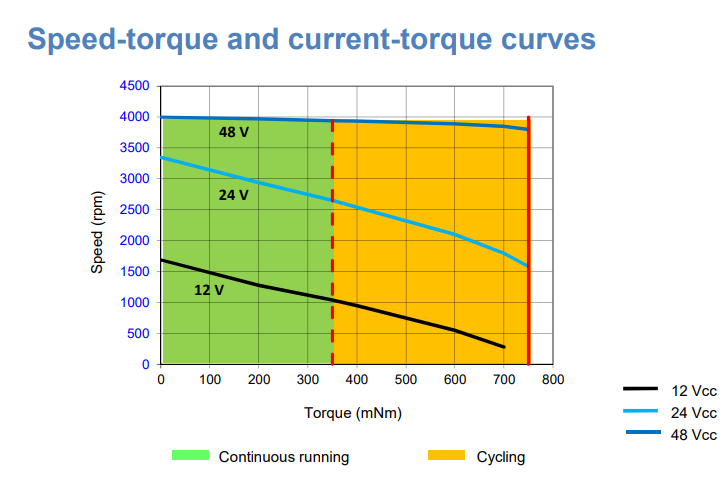 Speed-torque and current-torque curves
4500
4000
3500
3000
2500
2000
1500
1000
500
0
Speed (rpm)
48 V
24 V
12 V
0 100 200 300 400 500 600 700 800
Torque (mNm)
12 Vcc
24 Vcc
48 Vcc
Continuous running
Cycling